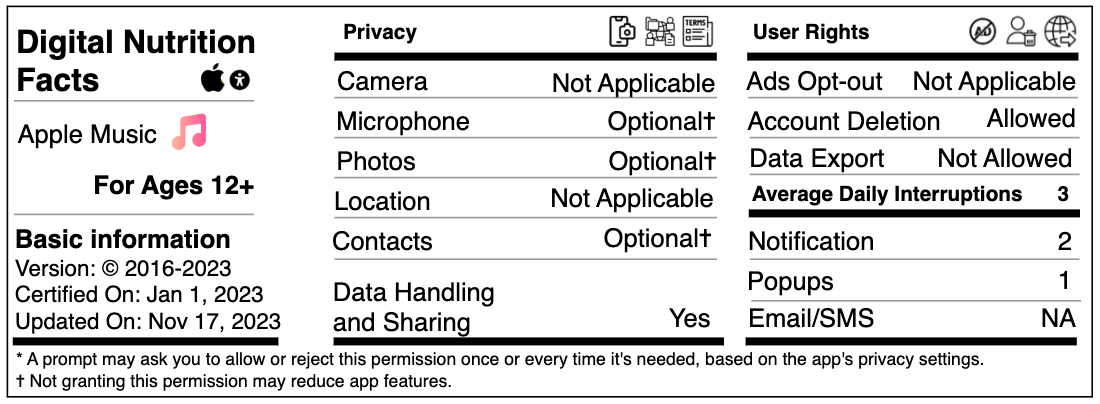 Digital Nutrition
Facts
Apple Music
For Ages 12+
Basic information
Version: © 2016-2023
Certified On: Jan 1, 2023
Updated On: Nov 17, 2023
Privacy
TERMS
Camera Not Applicable
Microphone Optional†
Photos Optional†
Location Not Applicable
Contacts Optional†
Data Handling
and Sharing Yes
User Rights
AD
Ads Opt-out Not Applicable
Account Deletion Allowed
Data Export Not Allowed
Average Daily Interruptions 3
Notification 2
Popups 1
Email/SMS NA
* A prompt may ask you to allow or reject this permission once or every time it's needed, based on the app's privacy settings.
† Not granting this permission may reduce app features.